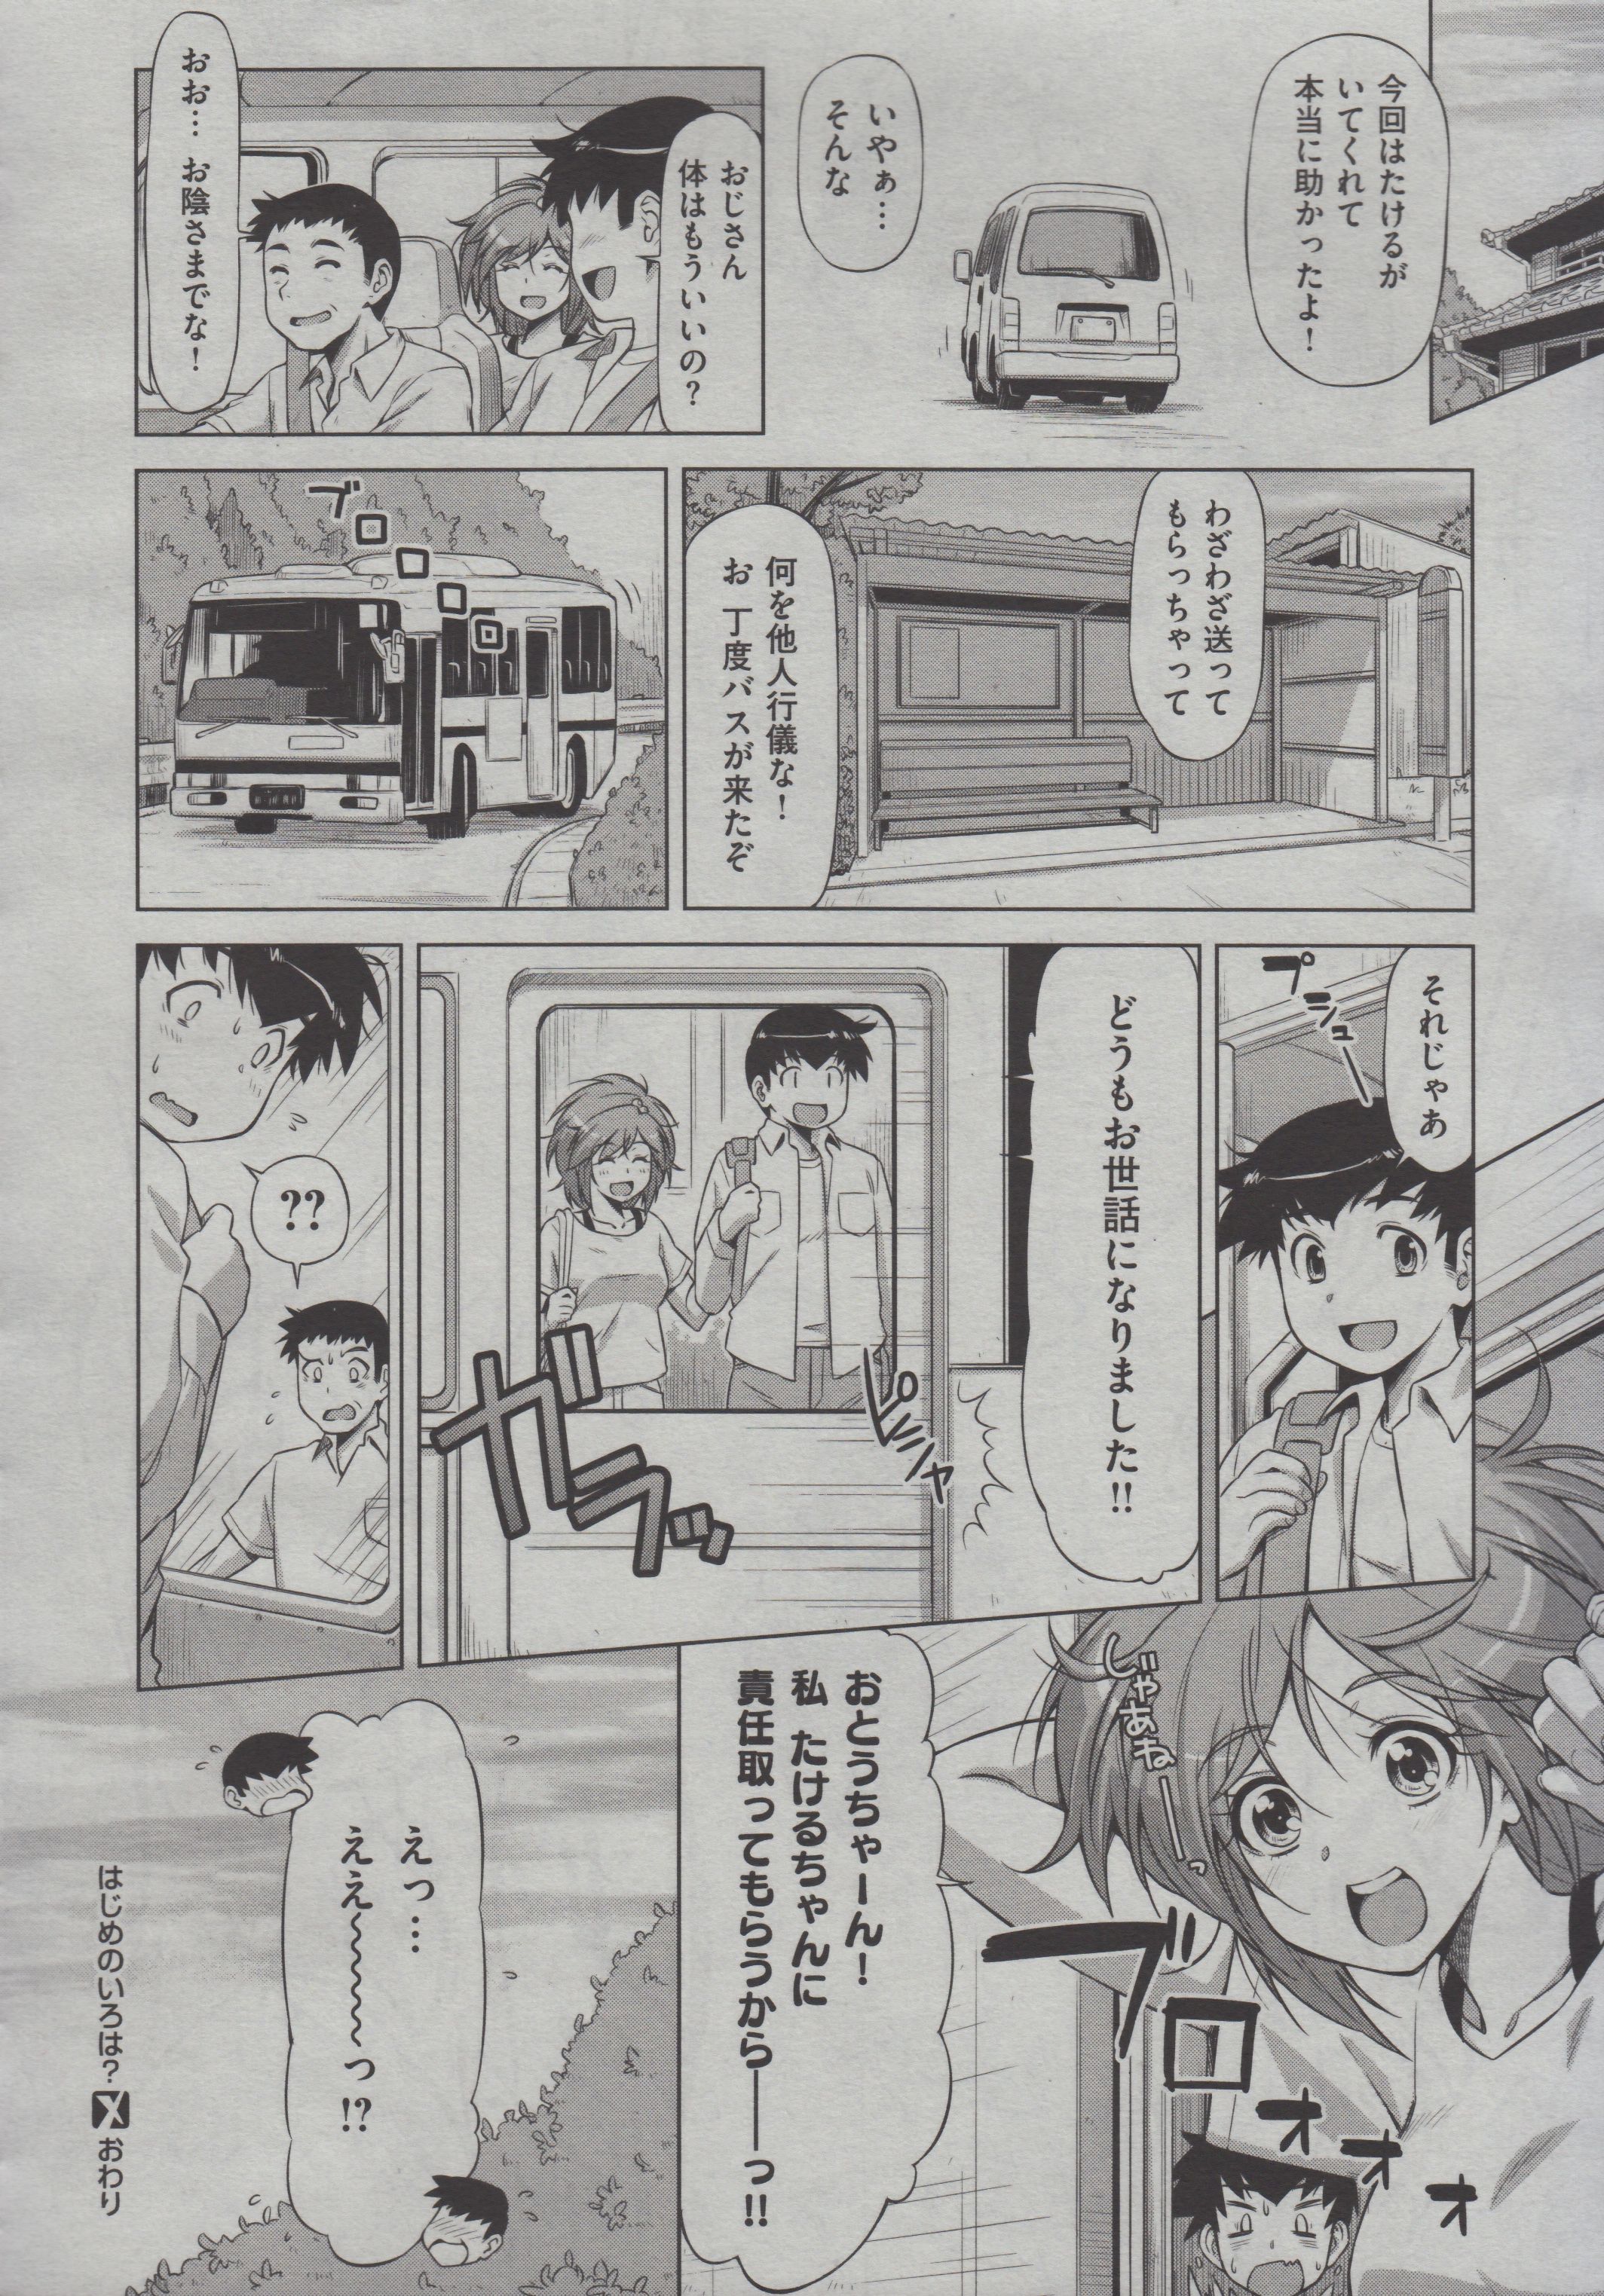 今回はたけるが
いてくれて
本当に助かったよ！
いやぁ…
そんな
おじさん
体はもういいの？
おお… お陰さまでな！
わざわざ送って
もらっちゃって
何を他人行儀な！
お 丁度バスが来たぞ
ブロロロロ
それじゃあ
プシュー
どうもお世話になりました!!
ピシャ
ガラッ
??
じゃあねーーっ
おとうちゃーん！
私 たけるちゃんに
責任取ってもらうから――っ!!
ブロオオオ
えっ…
ええ〜〜〜〜〜っ!?
はじめのいろは？ X おわり